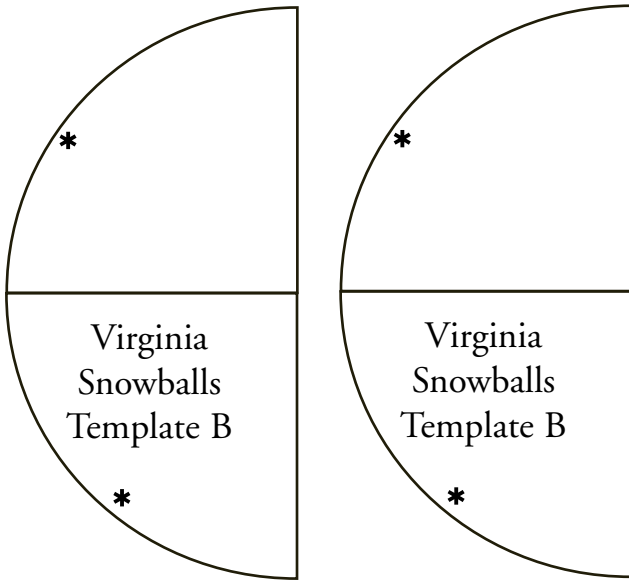 *
*
Virginia
Snowballs
Template B
Virginia
Snowballs
Template B
*
*